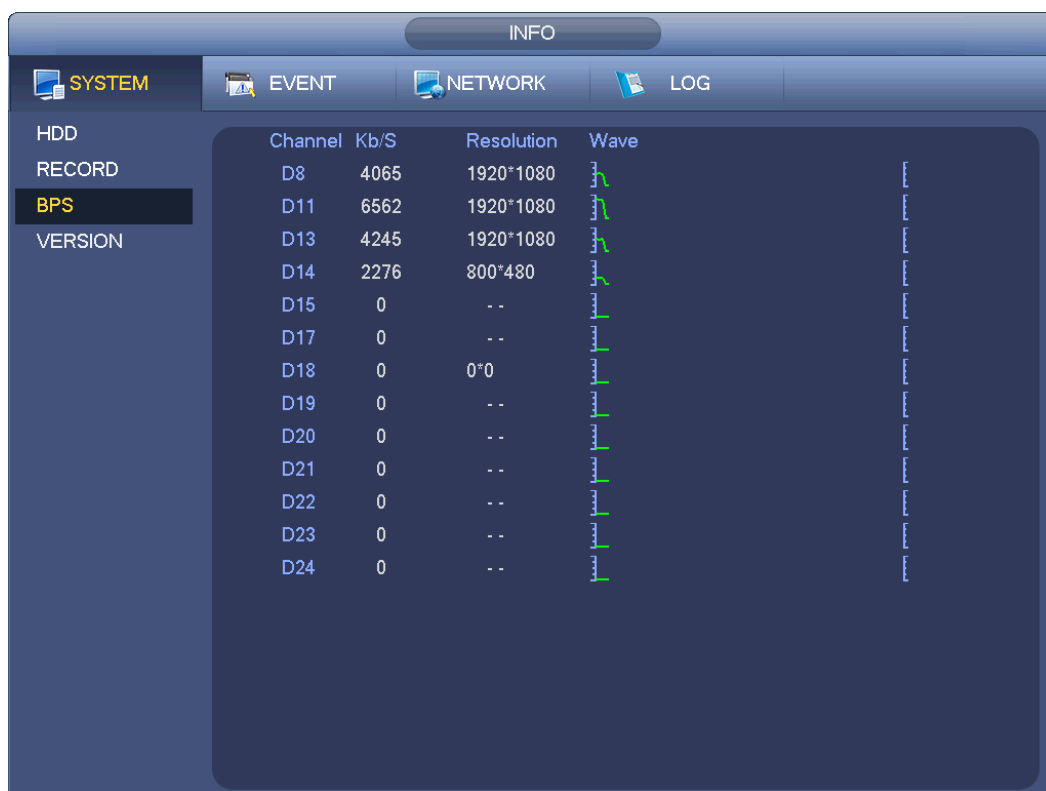 INFO
SYSTEM EVENT NETWORK LOG
HDD
RECORD
BPS
VERSION
Channel Kb/S Resolution Wave
D8 4065 1920*1080
D11 6562 1920*1080
D13 4245 1920*1080
D14 2276 800*480
D15 0 - -
D17 0 - -
D18 0 0*0
D19 0 - -
D20 0 - -
D21 0 - -
D22 0 - -
D23 0 - -
D24 0 - -